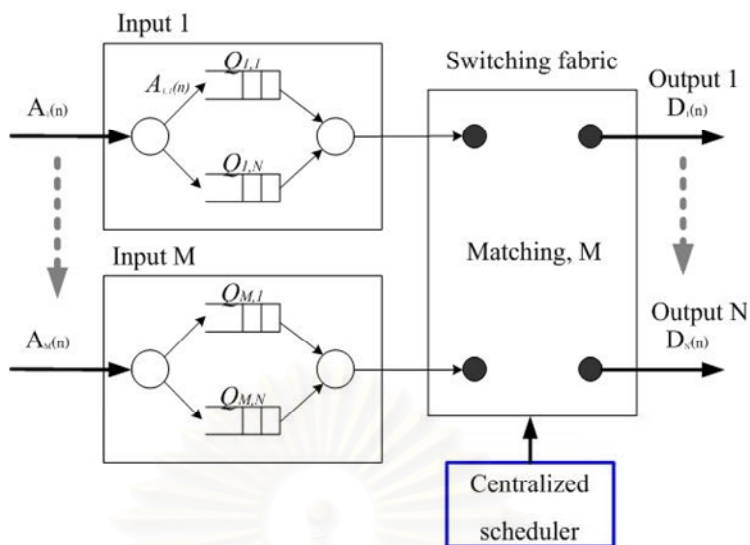 Input 1
Q1,1
A1,1(n)
A1(n)
Q1,N
Switching fabric
Output 1
D1(n)
Matching, M
Input M
QM,1
AM(n)
QM,N
Output N
DN(n)
Centralized
scheduler